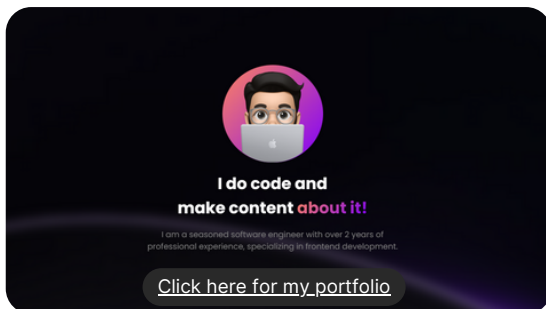 I do code and
make content about it!
I am a seasoned software engineer with over 2 years of
professional experience, specializing in frontend development.
Click here for my portfolio